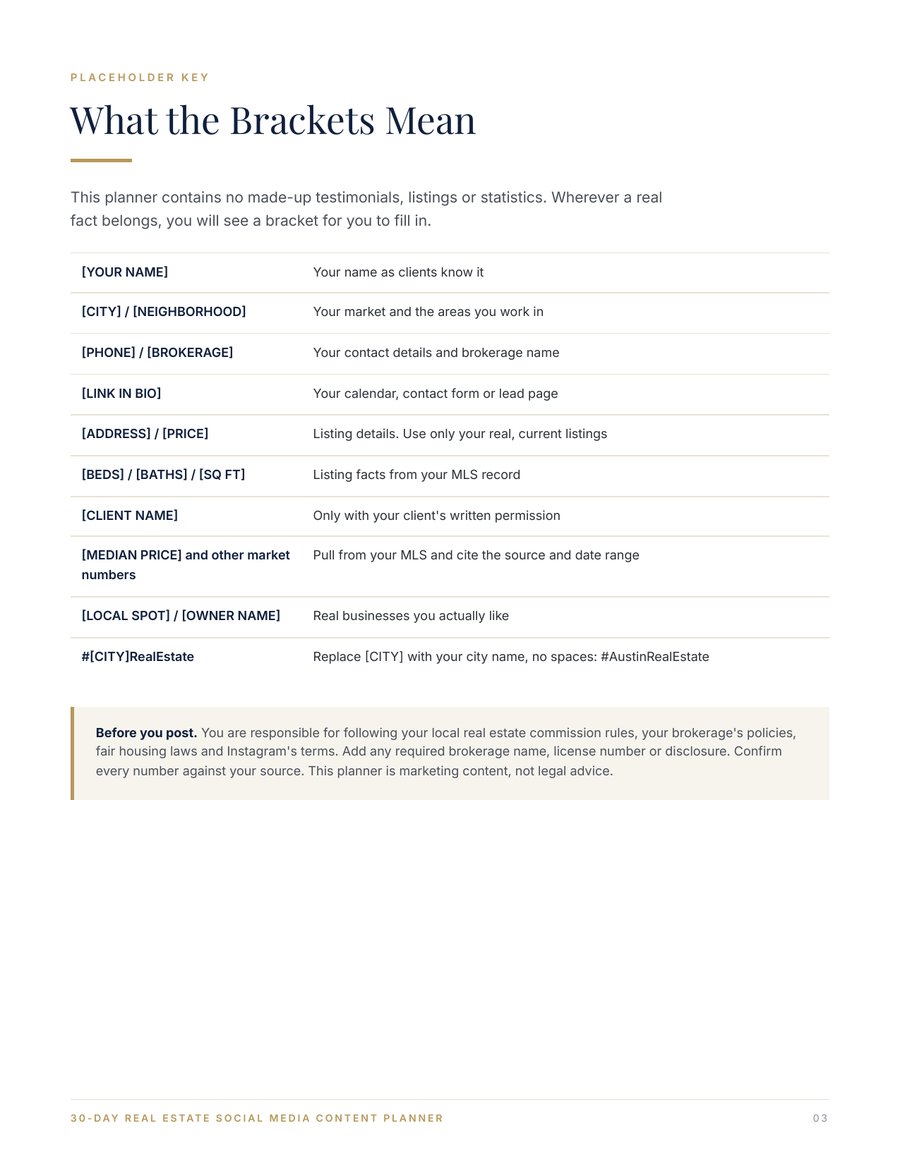 PLACEHOLDER KEY
What the Brackets Mean
This planner contains no made-up testimonials, listings or statistics. Wherever a real
fact belongs, you will see a bracket for you to fill in.
[YOUR NAME] Your name as clients know it
[CITY] / [NEIGHBORHOOD] Your market and the areas you work in
[PHONE] / [BROKERAGE] Your contact details and brokerage name
[LINK IN BIO] Your calendar, contact form or lead page
[ADDRESS] / [PRICE] Listing details. Use only your real, current listings
[BEDS] / [BATHS] / [SQ FT] Listing facts from your MLS record
[CLIENT NAME] Only with your client's written permission
[MEDIAN PRICE] and other market Pull from your MLS and cite the source and date range
numbers
[LOCAL SPOT] / [OWNER NAME] Real businesses you actually like
#[CITY]RealEstate Replace [CITY] with your city name, no spaces: #AustinRealEstate
Before you post. You are responsible for following your local real estate commission rules, your brokerage's policies,
fair housing laws and Instagram's terms. Add any required brokerage name, license number or disclosure. Confirm
every number against your source. This planner is marketing content, not legal advice.
30-DAY REAL ESTATE SOCIAL MEDIA CONTENT PLANNER 03